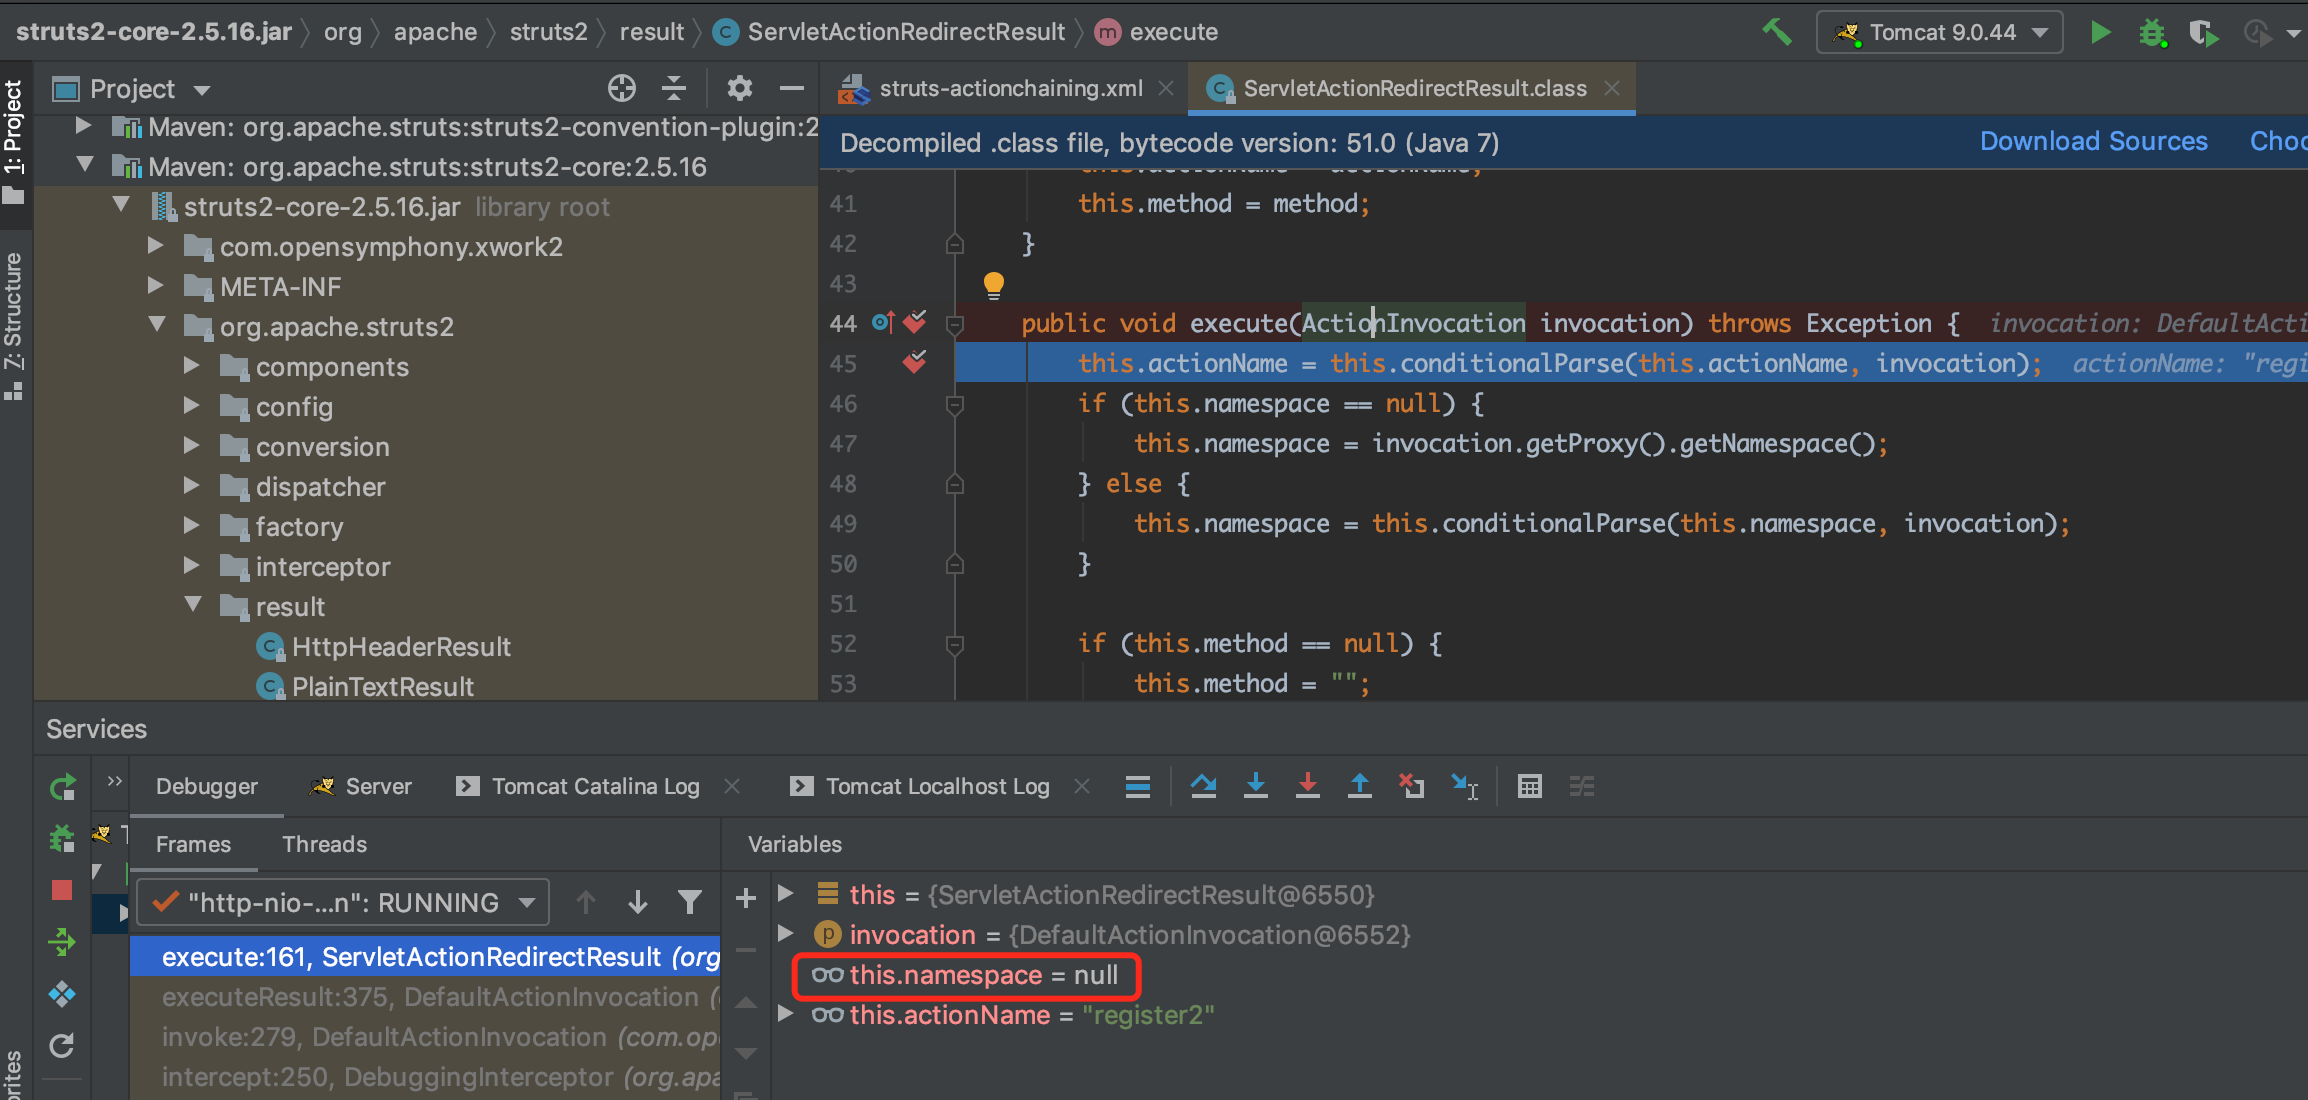 struts2-core-2.5.16.jar org apache struts2 result ServletActionRedirectResult execute Tomcat 9.0.44
1: Project
7: Structure
Project
struts-actionchaining.xml ServletActionRedirectResult.class
Maven: org.apache.struts:struts2-convention-plugin:2
Maven: org.apache.struts:struts2-core:2.5.16
struts2-core-2.5.16.jar library root
com.opensymphony.xwork2
META-INF
org.apache.struts2
components
config
conversion
dispatcher
factory
interceptor
result
HttpHeaderResult
PlainTextResult
Decompiled .class file, bytecode version: 51.0 (Java 7) Download Sources Choo
41 this.method = method;
42 }
43
44 public void execute(ActionInvocation invocation) throws Exception { invocation: DefaultActi
45 this.actionName = this.conditionalParse(this.actionName, invocation); actionName: "regi
46 if (this.namespace == null) {
47 this.namespace = invocation.getProxy().getNamespace();
48 } else {
49 this.namespace = this.conditionalParse(this.namespace, invocation);
50 }
51
52 if (this.method == null) {
53 this.method = "";
Services
Debugger Server Tomcat Catalina Log Tomcat Localhost Log
Frames Threads
"http-nio-...n": RUNNING
execute:161, ServletActionRedirectResult (org
executeResult:375, DefaultActionInvocation (
invoke:279, DefaultActionInvocation (com.op
intercept:250, DebuggingInterceptor (org.apa
Variables
this = {ServletActionRedirectResult@6550}
invocation = {DefaultActionInvocation@6552}
this.namespace = null
this.actionName = "register2"